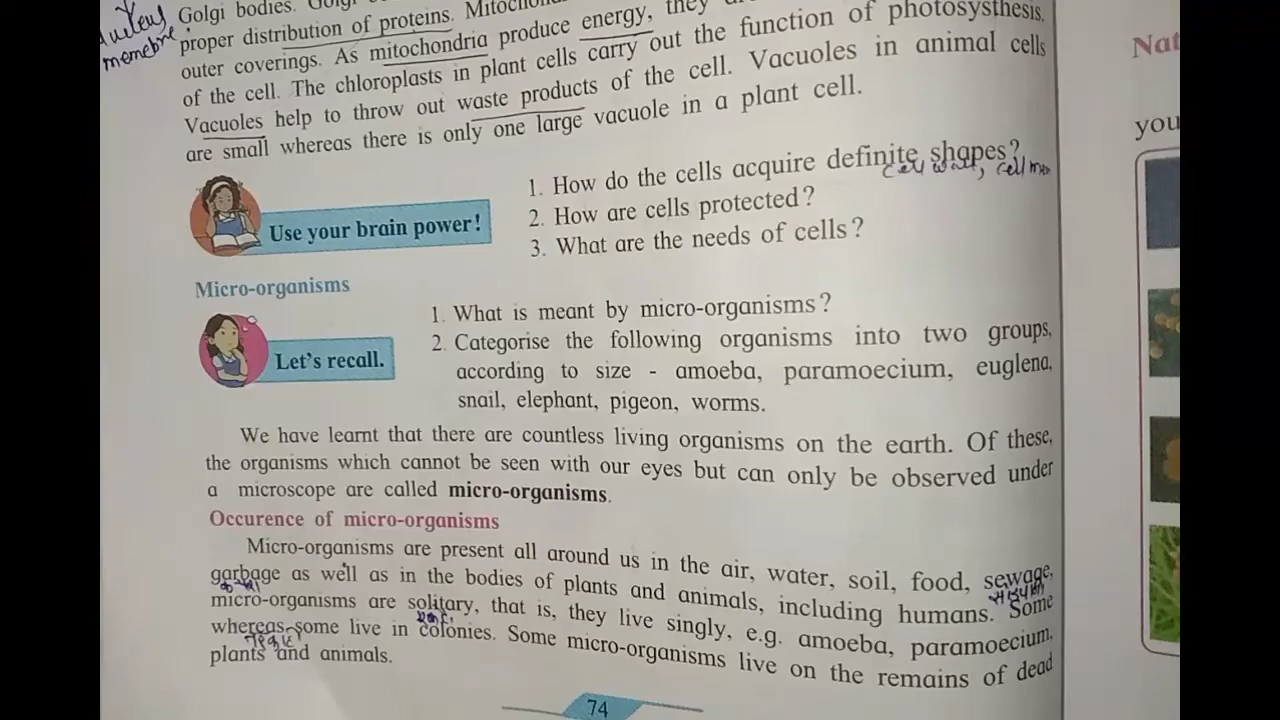 Golgi bodies.
proper distribution of proteins.
outer coverings. As mitochondria produce energy, they
of the cell. The chloroplasts in plant cells carry out the function of photosysthesis.
Vacuoles help to throw out waste products of the cell. Vacuoles in animal cells
are small whereas there is only one large vacuole in a plant cell.
Use your brain power!
1. How do the cells acquire definite shapes?
cell wall, cell
2. How are cells protected?
3. What are the needs of cells?
Micro-organisms
Let's recall.
1. What is meant by micro-organisms?
2. Categorise the following organisms into two groups,
according to size - amoeba, paramoecium, euglena,
snail, elephant, pigeon, worms.
We have learnt that there are countless living organisms on the earth. Of these,
the organisms which cannot be seen with our eyes but can only be observed under
a microscope are called micro-organisms.
Occurence of micro-organisms
Micro-organisms are present all around us in the air, water, soil, food, sewage,
garbage as well as in the bodies of plants and animals, including humans. Some
micro-organisms are solitary, that is, they live singly, e.g. amoeba, paramoecium,
whereas some live in colonies. Some micro-organisms live on the remains of dead
plants and animals.
74
Nat
you